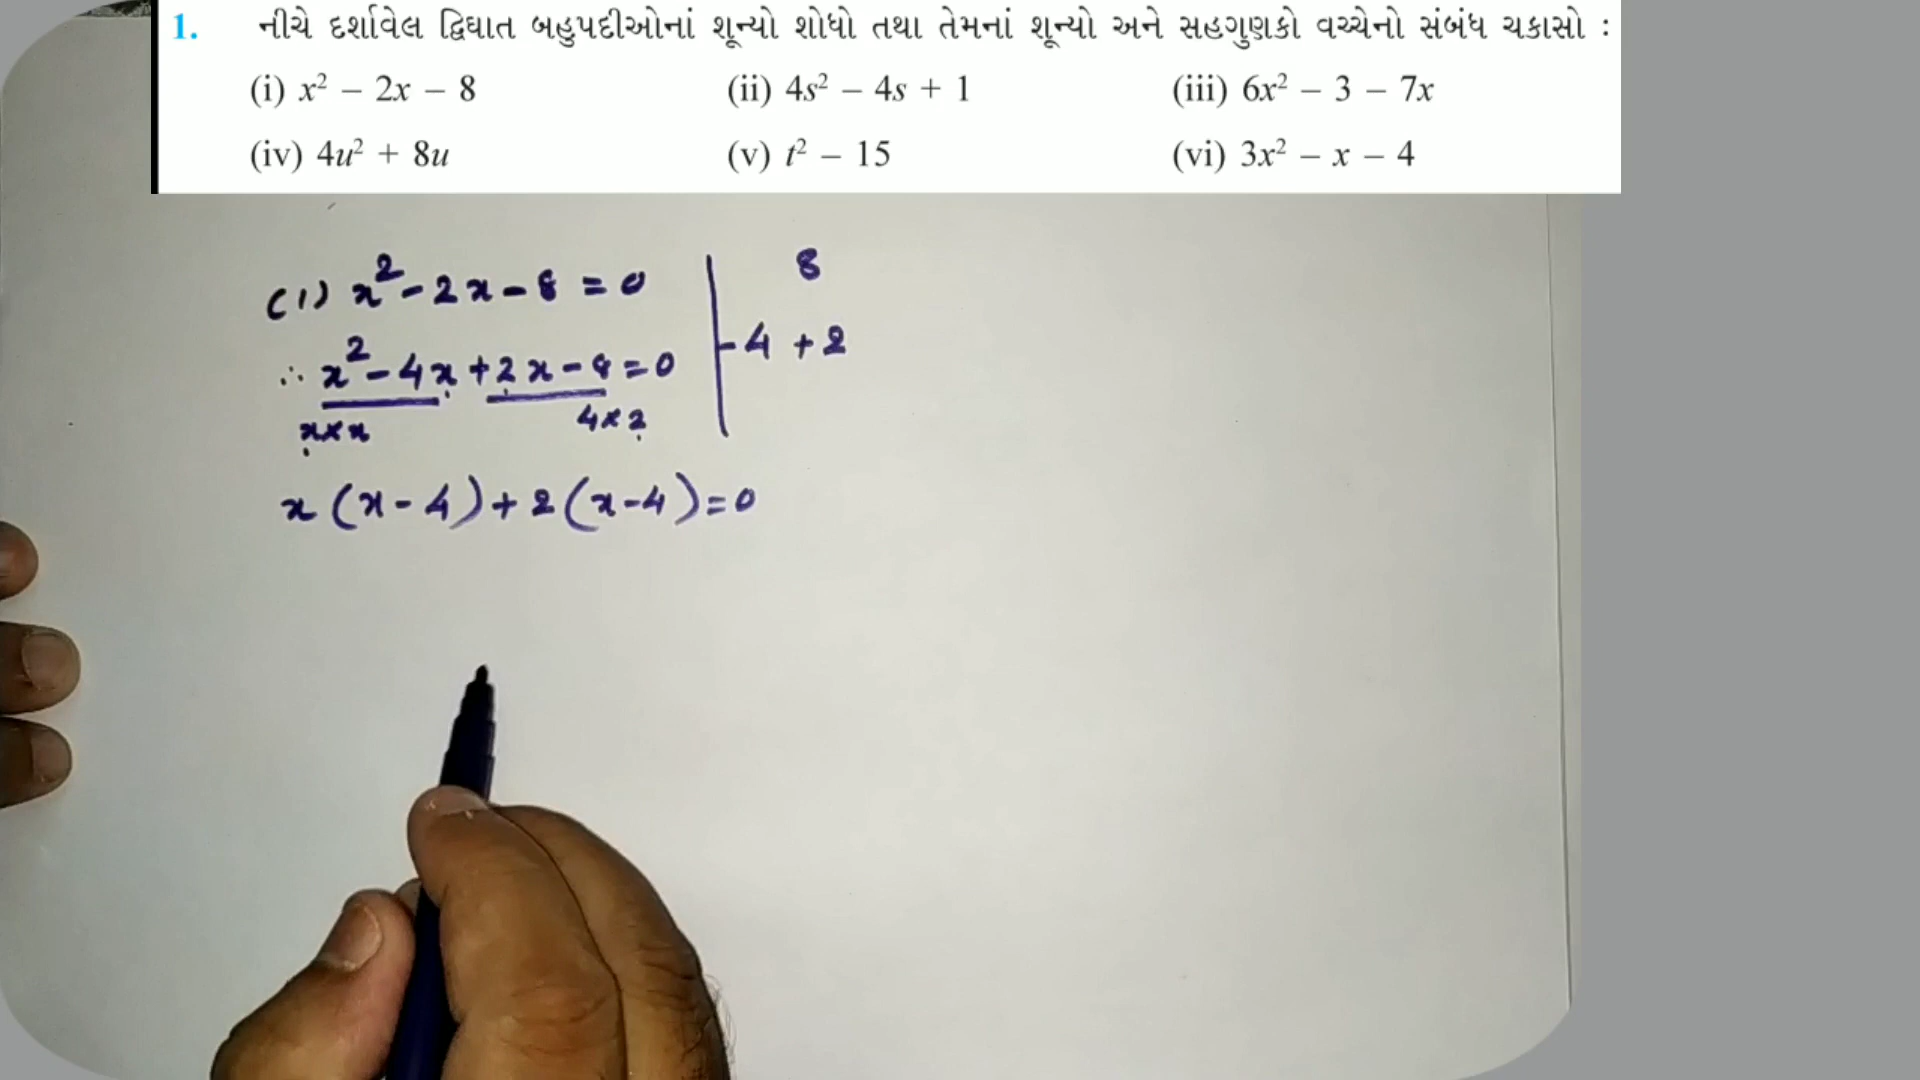 1. નીચે દર્શાવેલ દ્વિઘાત બહુપદીઓનાં શૂન્યો શોધો તથા તેમનાં શૂન્યો અને સહગુણકો વચ્ચેનો સંબંધ ચકાસો :
(i) x² – 2x – 8 (ii) 4s² – 4s + 1 (iii) 6x² – 3 – 7x
(iv) 4u² + 8u (v) t² – 15 (vi) 3x² – x – 4
(1) x² - 2x - 8 = 0 | 8
∴ x² - 4x + 2x - 8 = 0 | - 4 + 2
x × x 4 × 2
x (x - 4) + 2 (x - 4) = 0